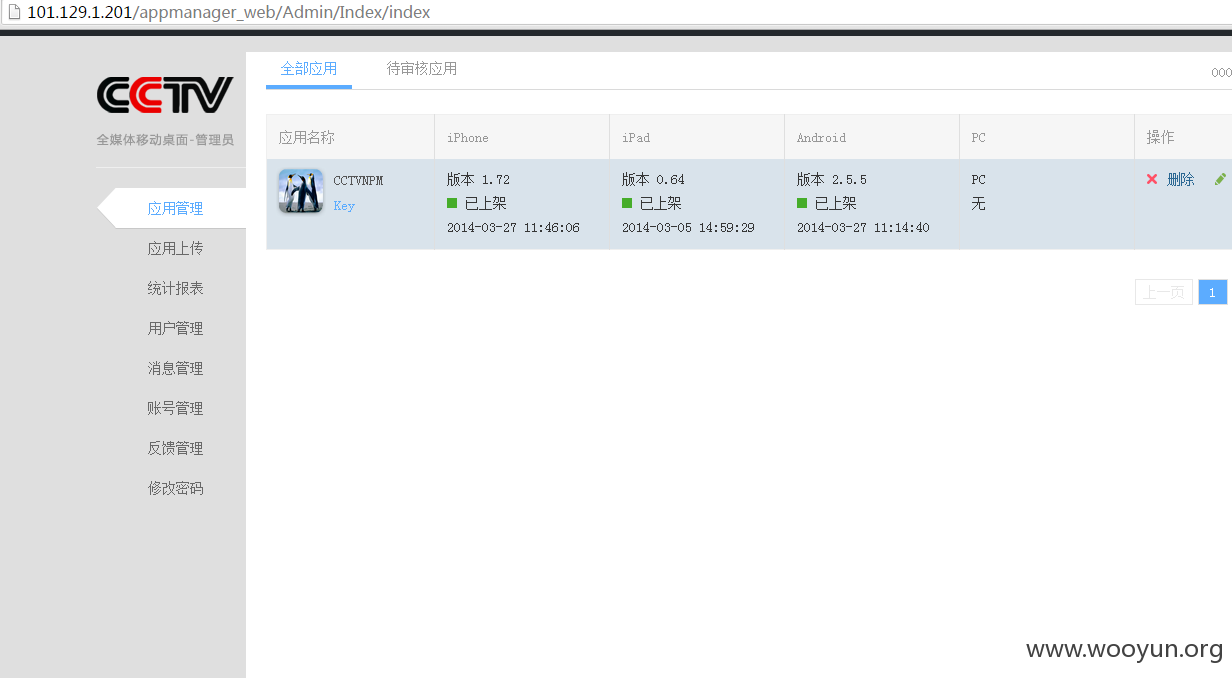 101.129.1.201/appmanager_web/Admin/Index/index
CCTV
全媒体移动桌面-管理员
应用管理
应用上传
统计报表
用户管理
消息管理
账号管理
反馈管理
修改密码
全部应用 待审核应用 000
应用名称 iPhone iPad Android PC 操作
CCTVNPM 版本 1.72 版本 0.64 版本 2.5.5 PC 删除
Key 已上架 已上架 已上架 无
2014-03-27 11:46:06 2014-03-05 14:59:29 2014-03-27 11:14:40
上一页 1
www.wooyun.org